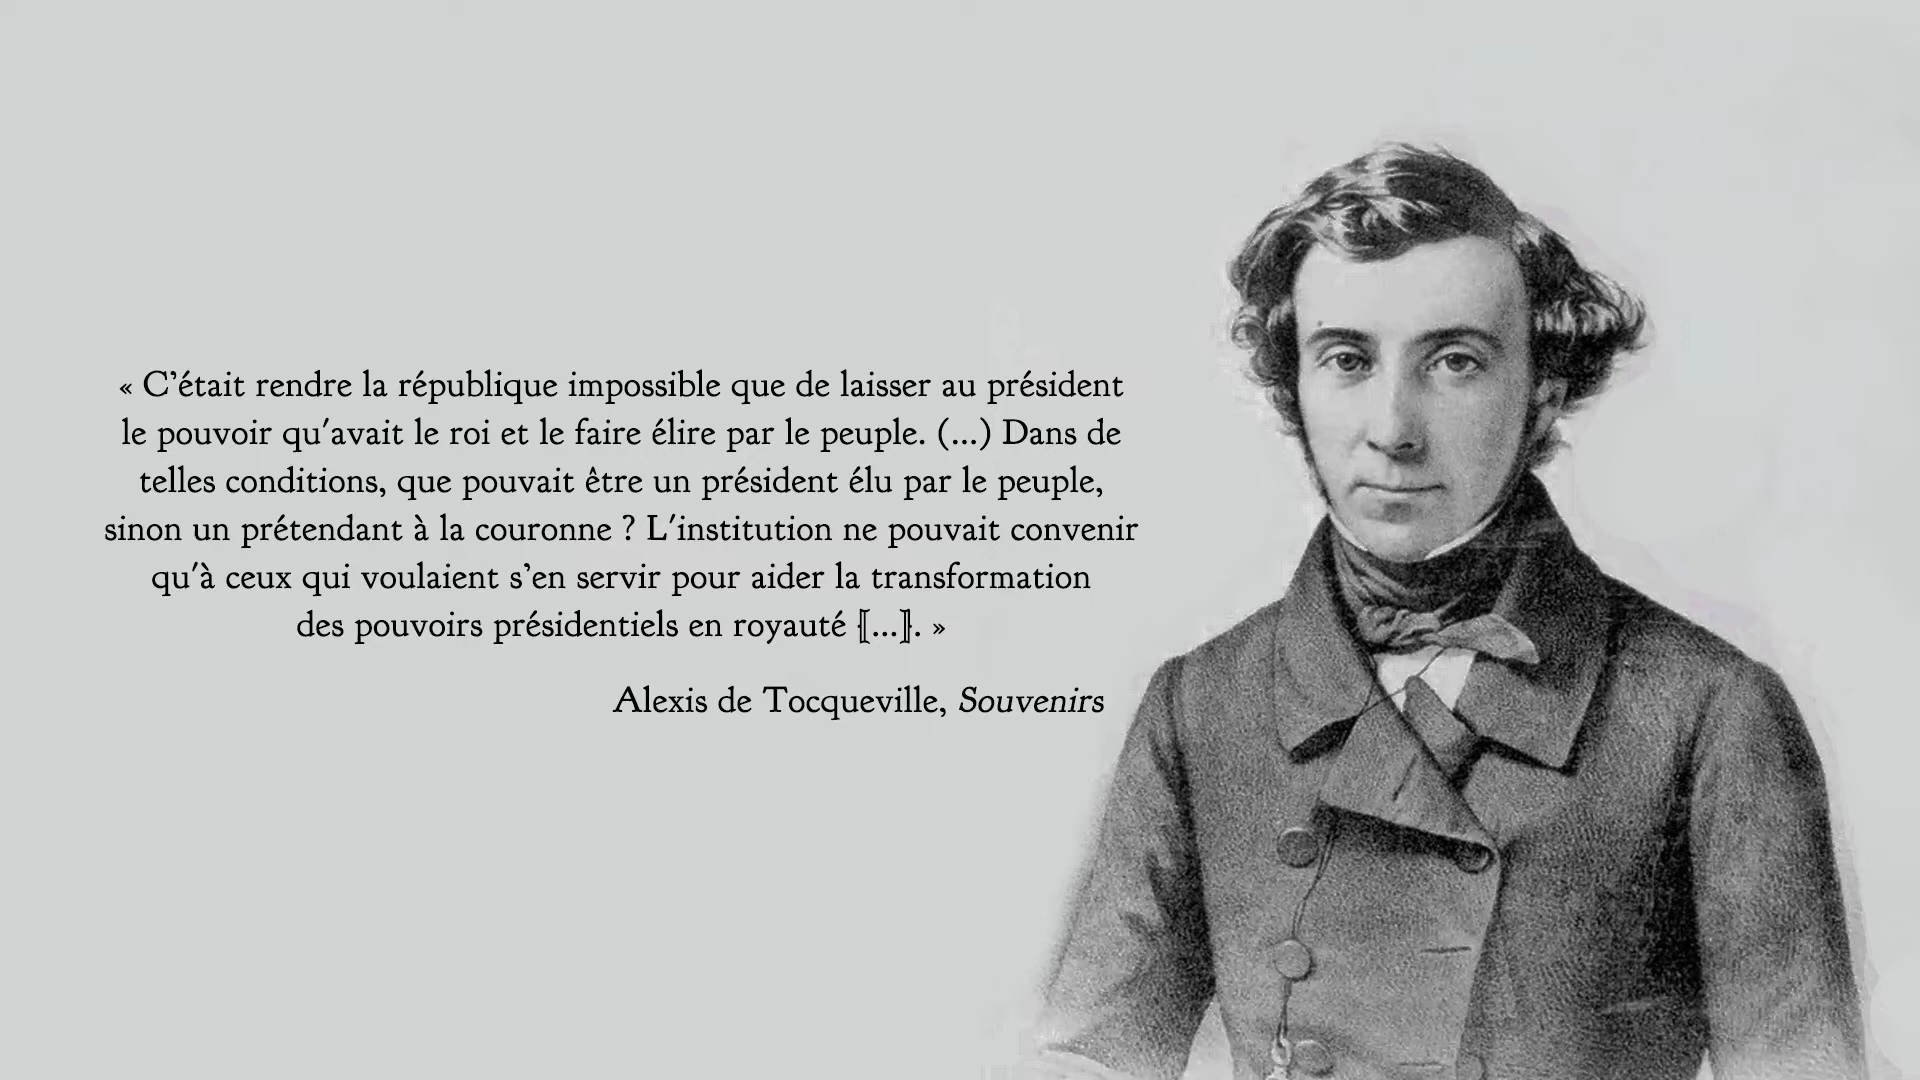 « C’était rendre la république impossible que de laisser au président
le pouvoir qu'avait le roi et le faire élire par le peuple. (...) Dans de
telles conditions, que pouvait être un président élu par le peuple,
sinon un prétendant à la couronne ? L'institution ne pouvait convenir
qu'à ceux qui voulaient s’en servir pour aider la transformation
des pouvoirs présidentiels en royauté [...]. »
Alexis de Tocqueville, Souvenirs